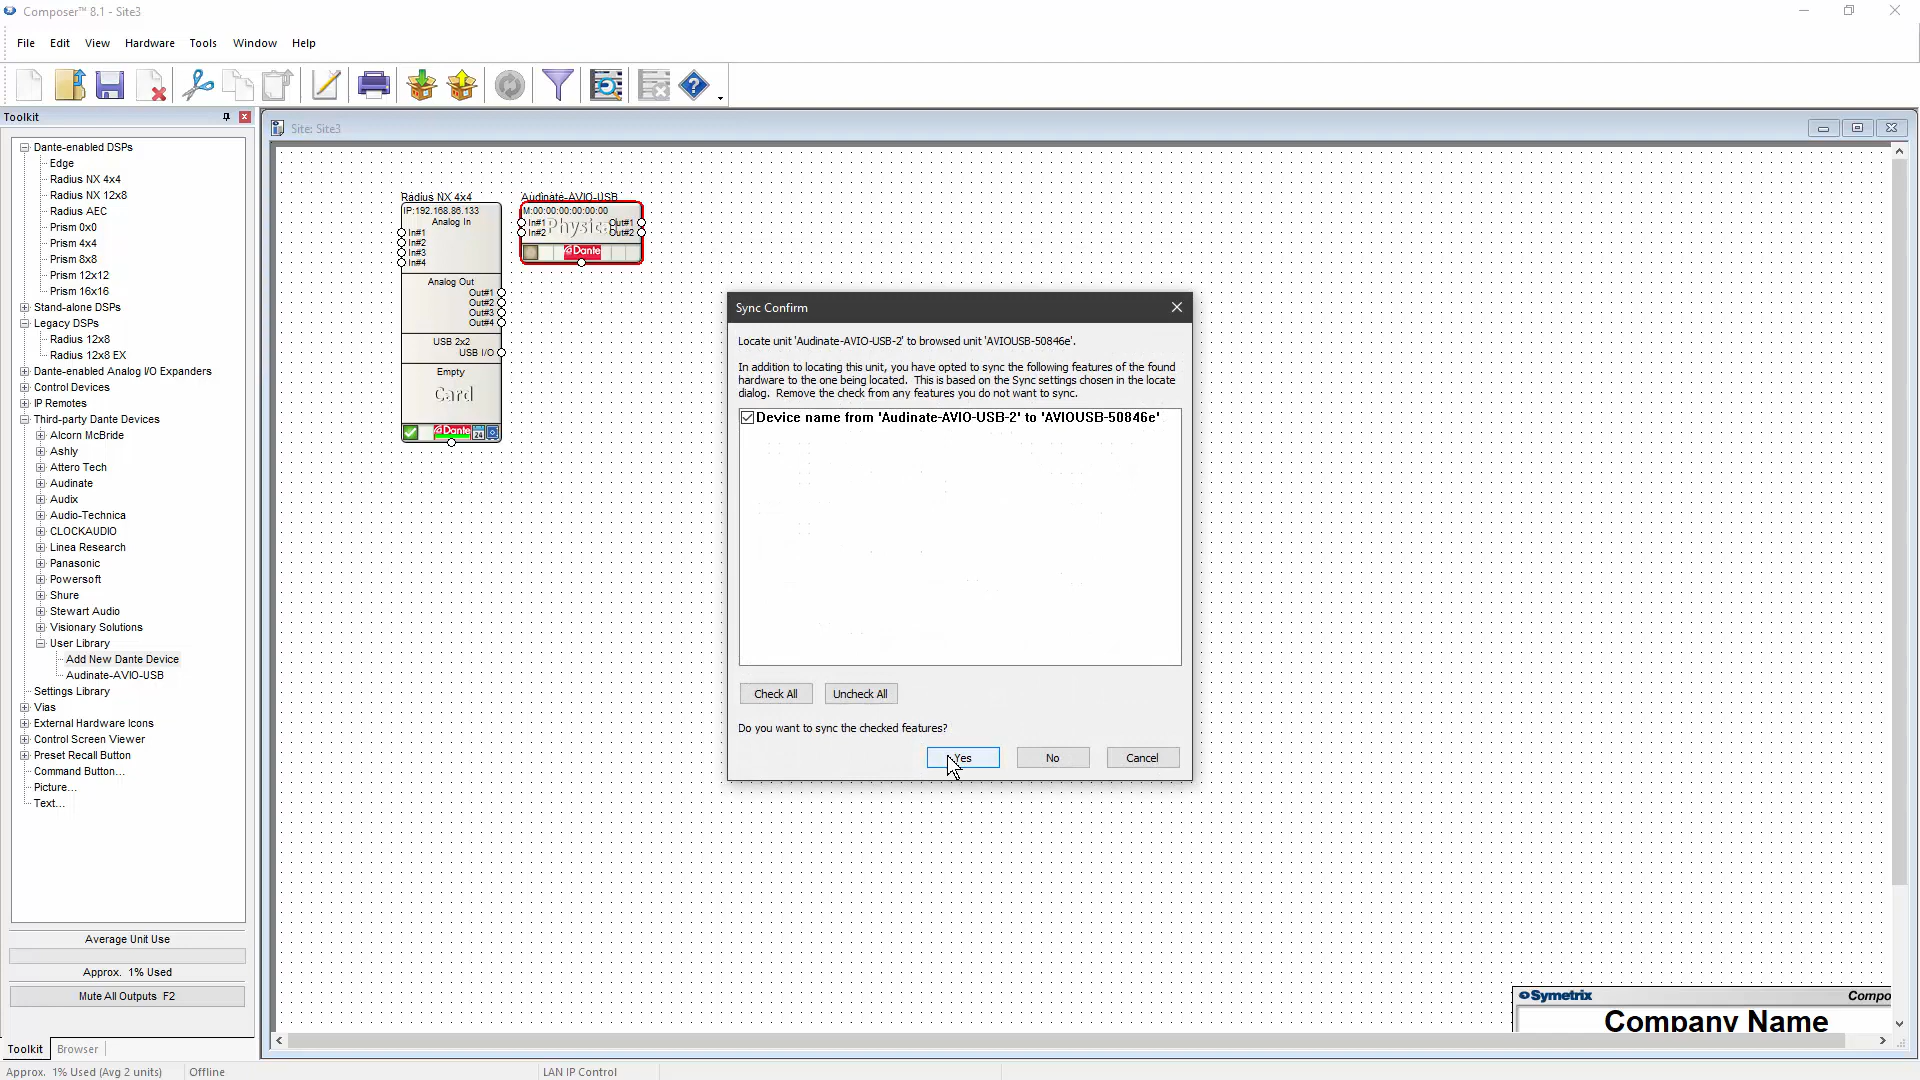 Composer™ 8.1 - Site3
File Edit View Hardware Tools Window Help
Toolkit
Dante-enabled DSPs
Edge
Radius NX 4x4
Radius NX 12x8
Radius AEC
Prism 0x0
Prism 4x4
Prism 8x8
Prism 12x12
Prism 16x16
Stand-alone DSPs
Legacy DSPs
Radius 12x8
Radius 12x8 EX
Dante-enabled Analog I/O Expanders
Control Devices
IP Remotes
Third-party Dante Devices
Alcorn McBride
Ashly
Attero Tech
Audinate
Audix
Audio-Technica
CLOCKAUDIO
Linea Research
Panasonic
Powersoft
Shure
Stewart Audio
Visionary Solutions
User Library
Add New Dante Device
Audinate-AVIO-USB
Settings Library
Vias
External Hardware Icons
Control Screen Viewer
Preset Recall Button
Command Button...
Picture...
Text...
Average Unit Use
Approx. 1% Used
Mute All Outputs F2
Toolkit Browser
Site: Site3
Radius NX 4x4
IP:192.168.86.133
Analog In
In#1
In#2
In#3
In#4
Analog Out
Out#1
Out#2
Out#3
Out#4
USB 2x2
USB I/O
Empty
Card
Dante 24
Audinate-AVIO-USB
M:00:00:00:00:00:00
In#1 Physical Out#1
In#2 Out#2
Dante
Sync Confirm
Locate unit 'Audinate-AVIO-USB-2' to browsed unit 'AVIOUSB-50846e'.
In addition to locating this unit, you have opted to sync the following features of the found
hardware to the one being located. This is based on the Sync settings chosen in the locate
dialog. Remove the check from any features you do not want to sync.
Device name from 'Audinate-AVIO-USB-2' to 'AVIOUSB-50846e'
Check All Uncheck All
Do you want to sync the checked features?
Yes No Cancel
Symetrix Compo
Company Name
Approx. 1% Used (Avg 2 units) Offline LAN IP Control